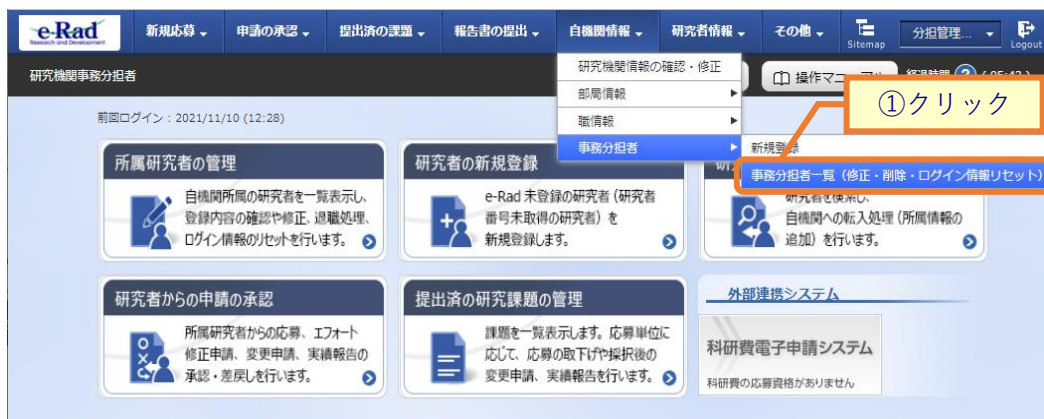 e-Rad
Research and Development
新規応募
申請の承認
提出済の課題
報告書の提出
自機関情報
研究者情報
その他
Sitemap
分担管理...
Logout
研究機関事務分担者
研究機関情報の確認・修正
部局情報
職情報
事務分担者
新規登録
事務分担者一覧（修正・削除・ログイン情報リセット）
①クリック
前回ログイン：2021/11/10 (12:28)
所属研究者の管理
自機関所属の研究者を一覧表示し、
登録内容の確認や修正、退職処理、
ログイン情報のリセットを行います。
研究者の新規登録
e-Rad 未登録の研究者（研究者
番号未取得の研究者）を
新規登録します。
研究者を検索し、
自機関への転入処理（所属情報の
追加）を行います。
研究者からの申請の承認
所属研究者からの応募、エフォート
修正申請、変更申請、実績報告の
承認・差戻しを行います。
提出済の研究課題の管理
課題を一覧表示します。応募単位に
応じて、応募の取下げや採択後の
変更申請、実績報告を行います。
外部連携システム
科研費電子申請システム
科研費の応募資格がありません